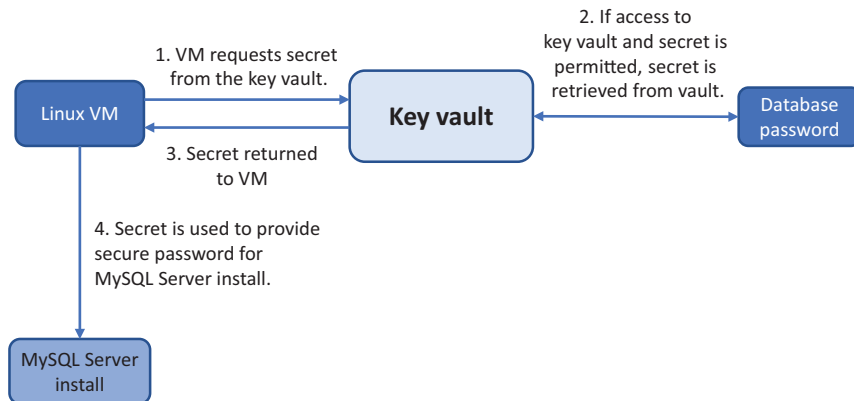 1. VM requests secret
from the key vault.
2. If access to
key vault and secret is
permitted, secret is
retrieved from vault.
Linux VM
Key vault
Database
password
3. Secret returned
to VM
4. Secret is used to provide
secure password for
MySQL Server install.
MySQL Server
install